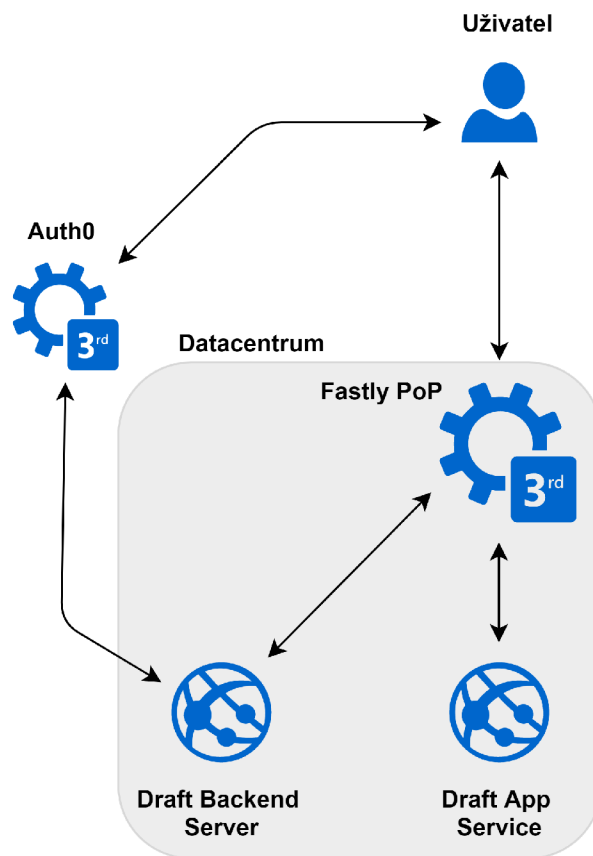 Uživatel
Auth0
3rd
Datacentrum
Fastly PoP
3rd
Draft Backend
Server
Draft App
Service